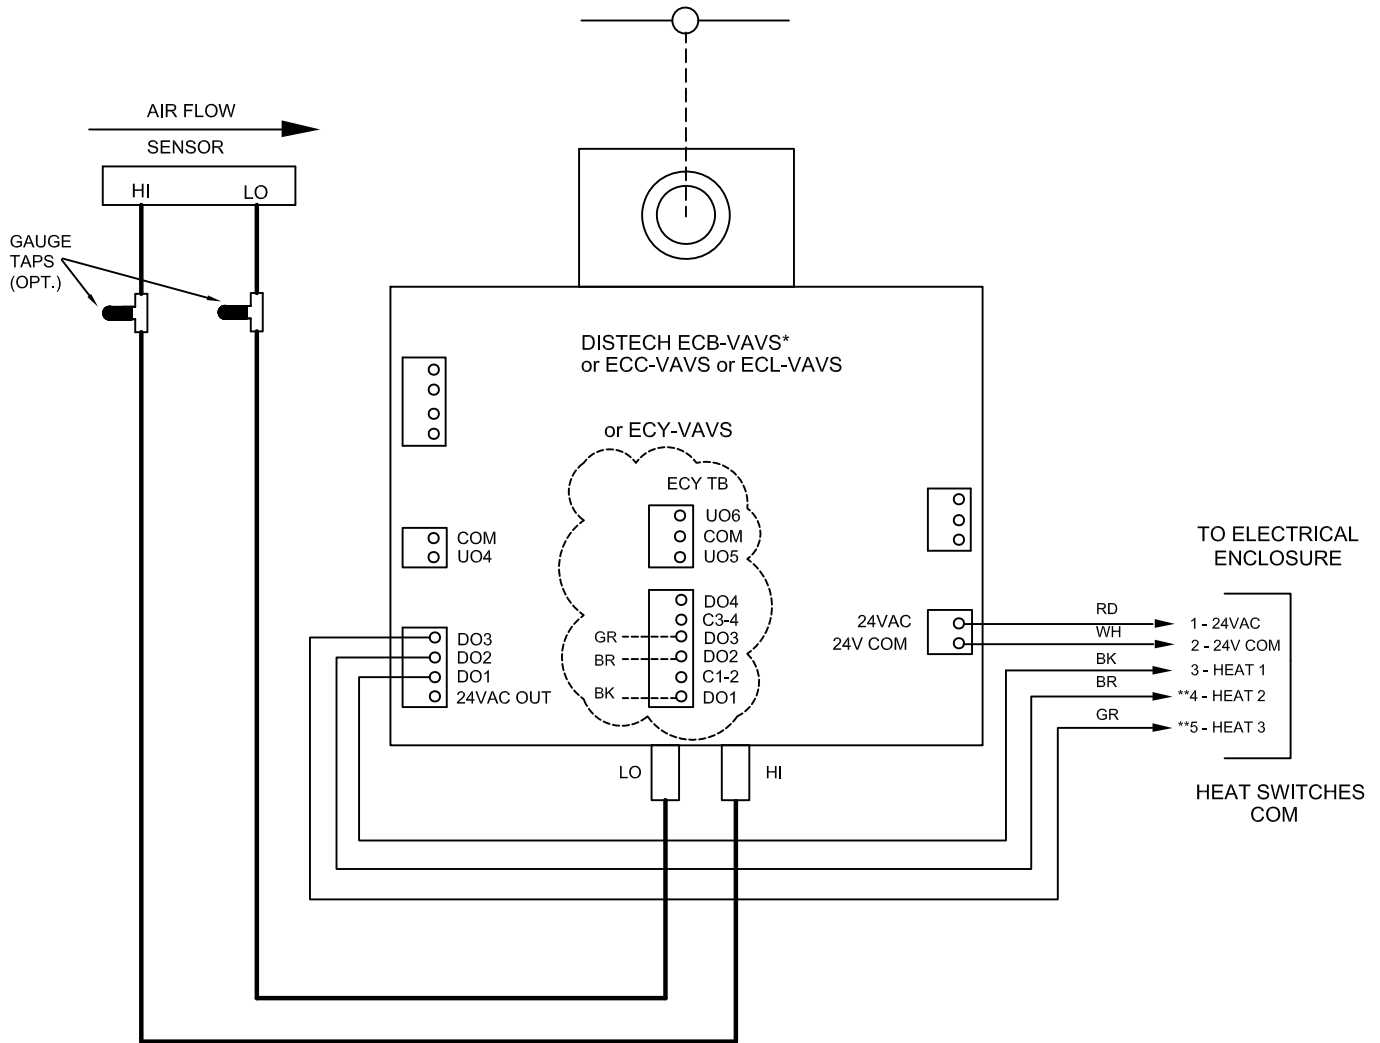 AIR FLOW
SENSOR
HI
LO
GAUGE
TAPS
(OPT.)
DISTECH ECB-VAVS*
or ECC-VAVS or ECL-VAVS
or ECY-VAVS
ECY TB
UO6
COM
UO5
DO4
C3-4
GR
DO3
BR
DO2
C1-2
BK
DO1
COM
UO4
DO3
DO2
DO1
24VAC OUT
24VAC
24V COM
LO
HI
TO ELECTRICAL
ENCLOSURE
RD
1 - 24VAC
WH
2 - 24V COM
BK
3 - HEAT 1
BR
**4 - HEAT 2
GR
**5 - HEAT 3
HEAT SWITCHES
COM